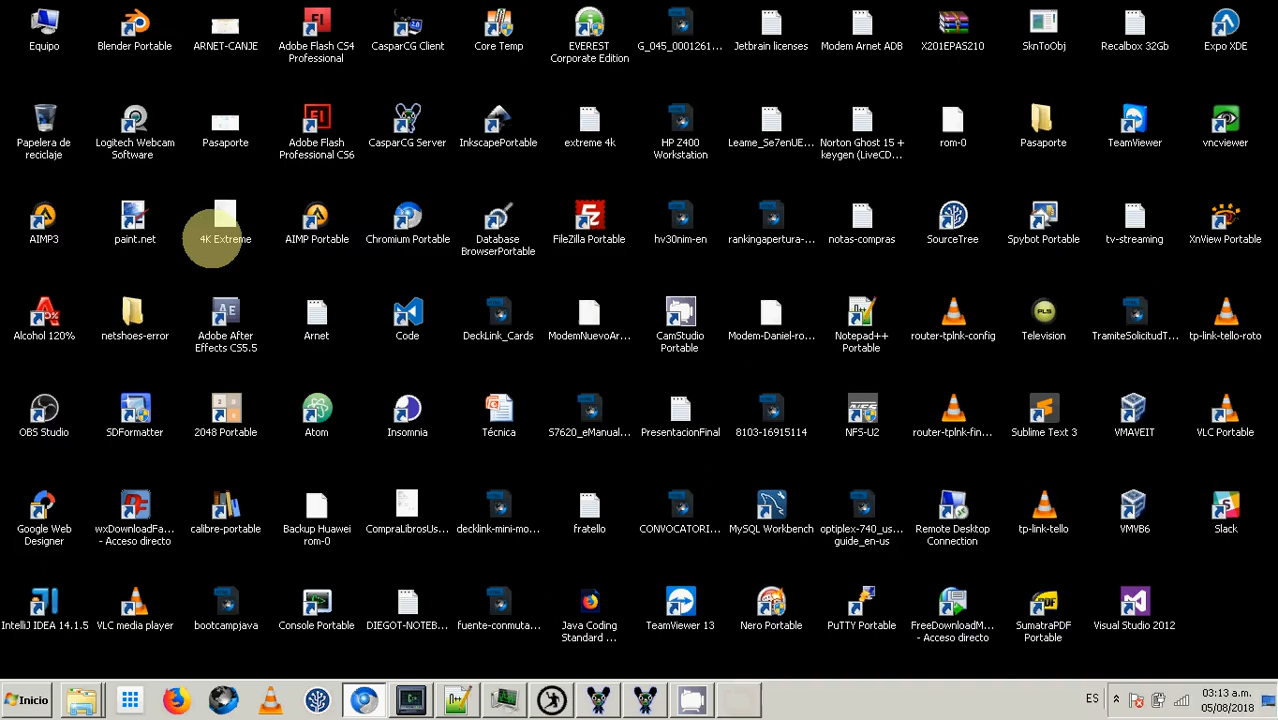 Equipo
Blender Portable
ARNET-CANJE
Adobe Flash CS4
Professional
CasparCG Client
Core Temp
EVEREST
Corporate Edition
G_045_0001261...
Jetbrain licenses
Modem Arnet ADB
X201EPAS210
SknToObj
Recalbox 32Gb
Expo XDE
Papelera de
reciclaje
Logitech Webcam
Software
Pasaporte
Adobe Flash
Professional CS6
CasparCG Server
InkscapePortable
extreme 4k
HP Z400
Workstation
Leame_Se7enUE...
Norton Ghost 15 +
keygen (LiveCD...
rom-0
Pasaporte
TeamViewer
vncviewer
AIMP3
paint.net
4K Extreme
AIMP Portable
Chromium Portable
Database
BrowserPortable
FileZilla Portable
hv30nim-en
rankingapertura-...
notas-compras
SourceTree
Spybot Portable
tv-streaming
XnView Portable
Alcohol 120%
netshoes-error
Adobe After
Effects CS5.5
Arnet
Code
DeckLink_Cards
ModemNuevoAr...
CamStudio
Portable
Modem-Daniel-ro...
Notepad++
Portable
router-tplnk-config
Television
TramiteSolicitudT...
tp-link-tello-roto
OBS Studio
SDFormatter
2048 Portable
Atom
Insomnia
Técnica
S7620_eManual...
PresentacionFinal
8103-16915114
NFS-U2
router-tplnk-fin...
Sublime Text 3
VMAVEIT
VLC Portable
Google Web
Designer
wxDownloadFa...
- Acceso directo
calibre-portable
Backup Huawei
rom-0
CompraLibrosUs...
decklink-mini-mo...
fratello
CONVOCATORI...
MySQL Workbench
optiplex-740_us...
guide_en-us
Remote Desktop
Connection
tp-link-tello
VMVB6
Slack
IntelliJ IDEA 14.1.5
VLC media player
bootcampjava
Console Portable
DIEGOT-NOTEB...
fuente-conmuta...
Java Coding
Standard ...
TeamViewer 13
Nero Portable
PuTTY Portable
FreeDownloadM...
- Acceso directo
SumatraPDF
Portable
Visual Studio 2012
Inicio
ES
03:13 a.m.
05/08/2018